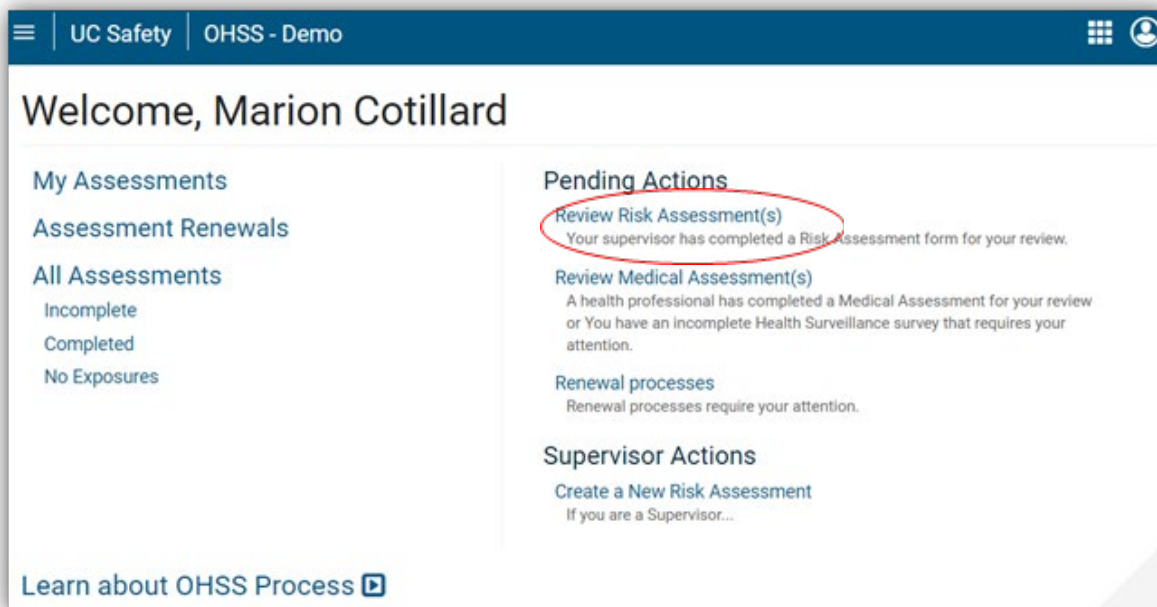 UC Safety OHSS - Demo
Welcome, Marion Cotillard
My Assessments
Assessment Renewals
All Assessments
Incomplete
Completed
No Exposures
Pending Actions
Review Risk Assessment(s)
Your supervisor has completed a Risk Assessment form for your review.
Review Medical Assessment(s)
A health professional has completed a Medical Assessment for your review
or You have an incomplete Health Surveillance survey that requires your
attention.
Renewal processes
Renewal processes require your attention.
Supervisor Actions
Create a New Risk Assessment
If you are a Supervisor...
Learn about OHSS Process